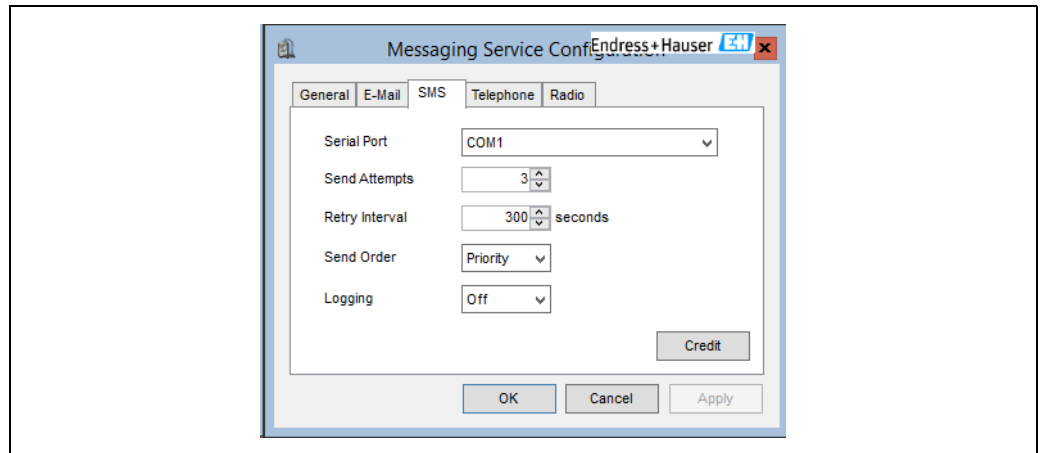 Messaging Service Configuration
Endress+Hauser EH
General E-Mail SMS Telephone Radio
Serial Port COM1
Send Attempts 3
Retry Interval 300 seconds
Send Order Priority
Logging Off
Credit
OK Cancel Apply